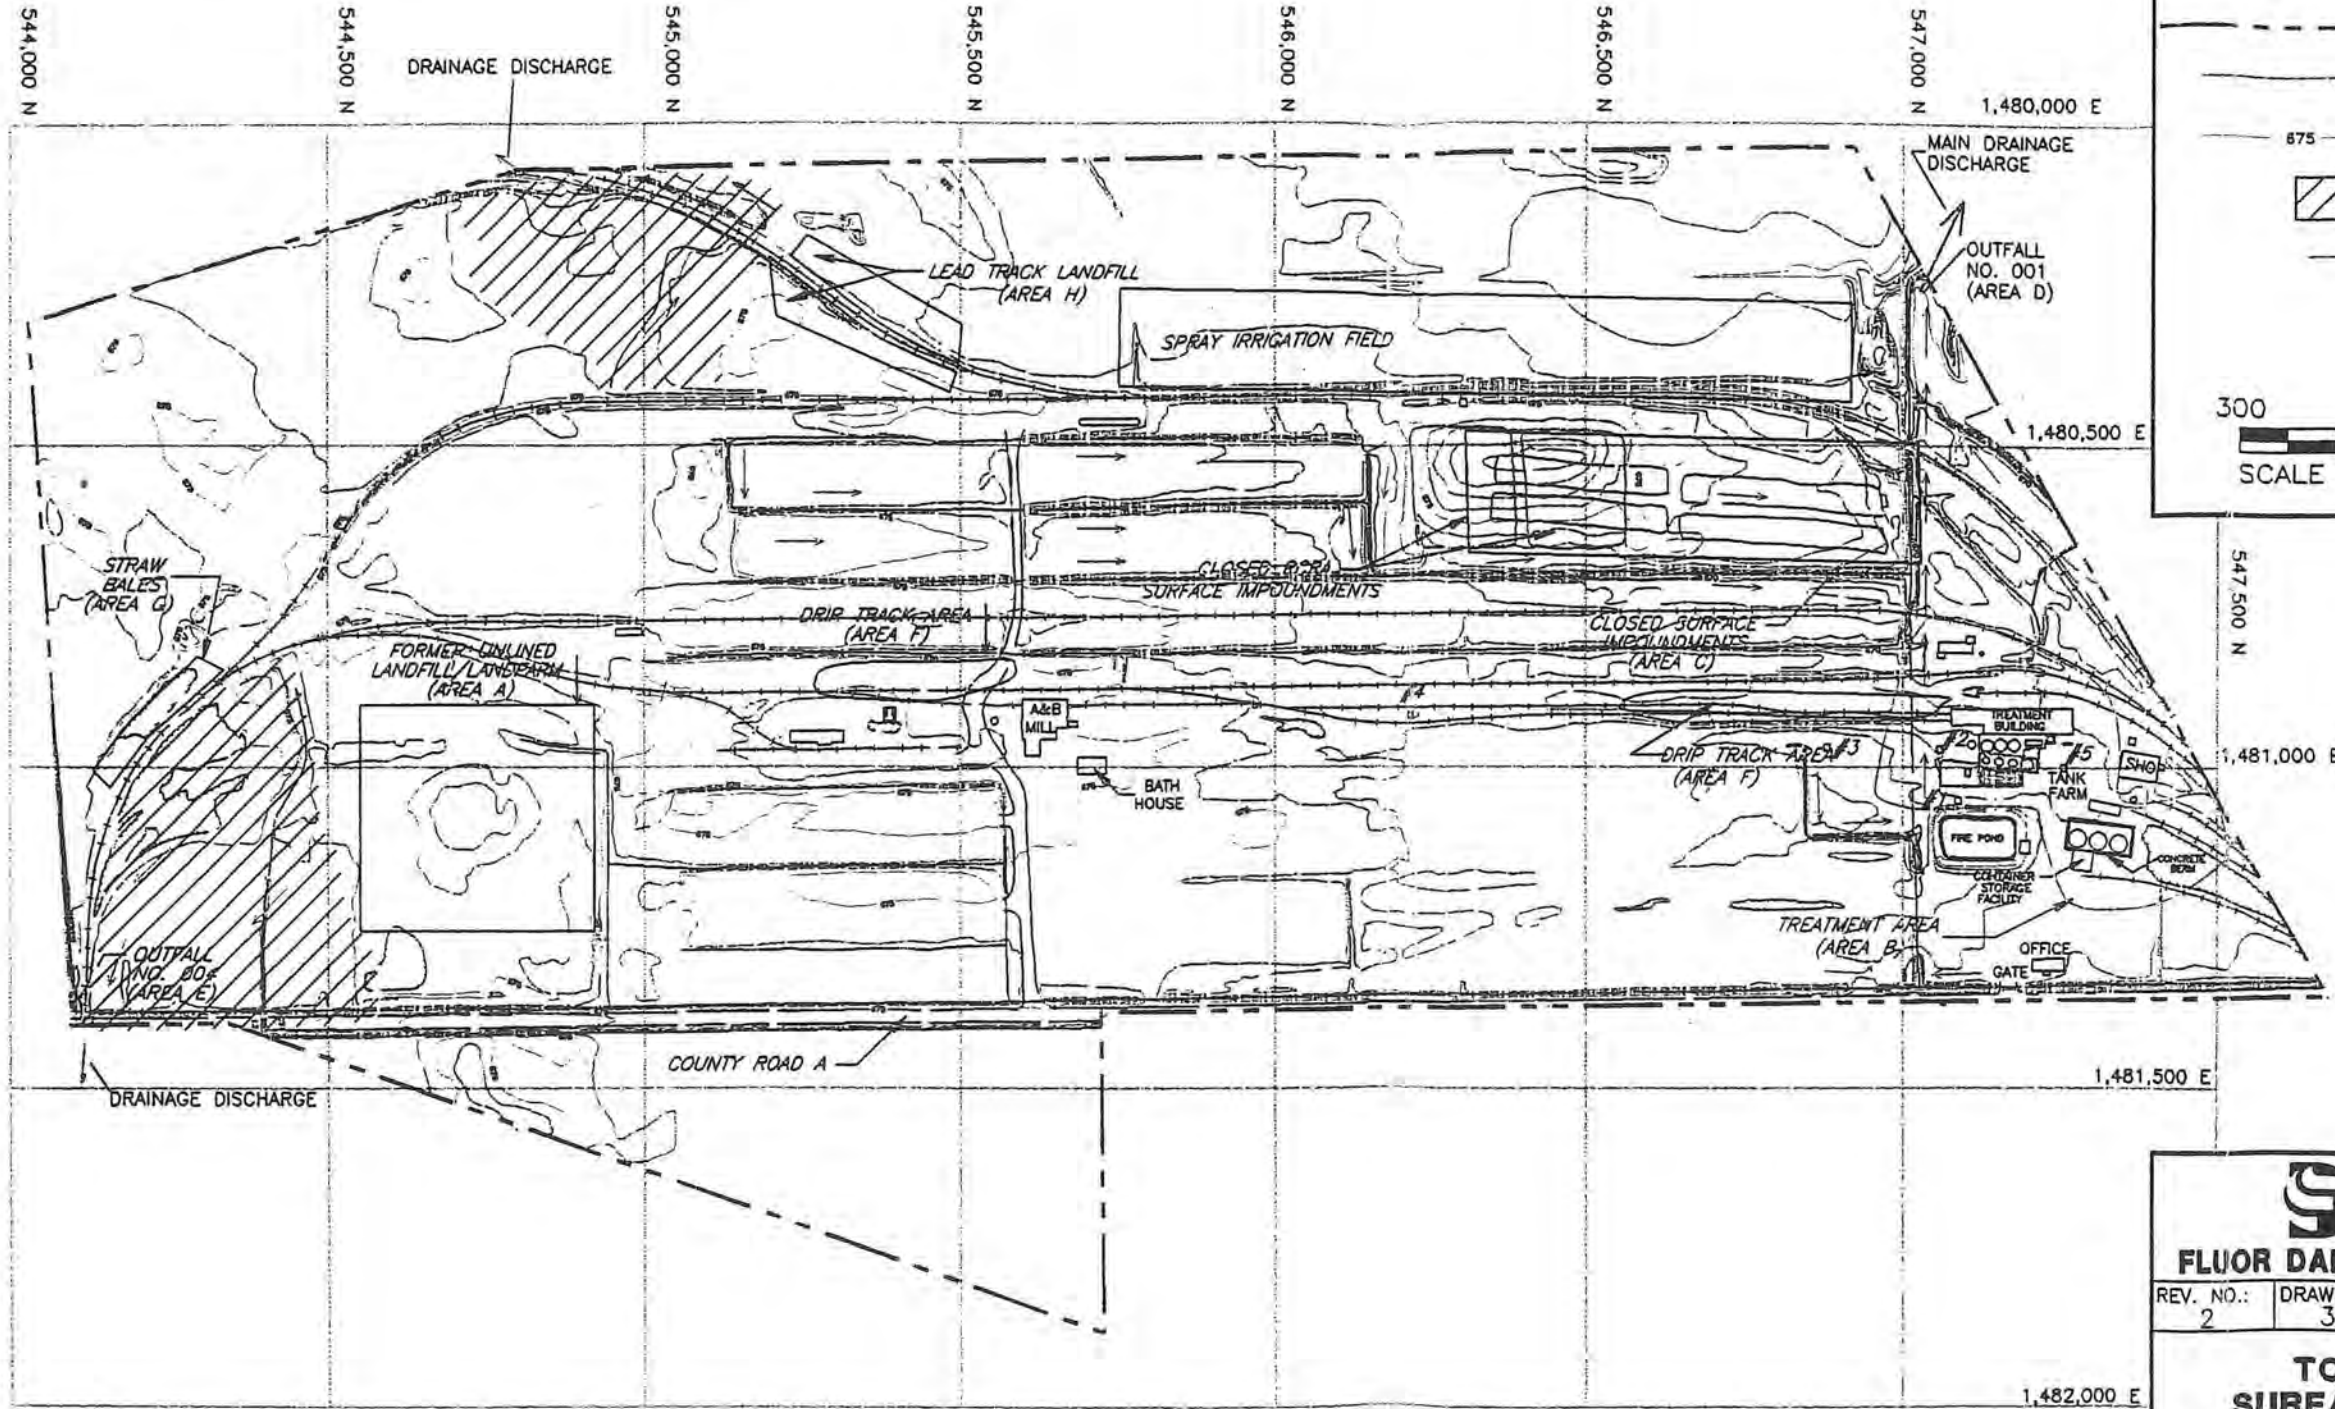 544,000 N
544,500 N
545,000 N
545,500 N
546,000 N
546,500 N
547,000 N
DRAINAGE DISCHARGE
1,480,000 E
MAIN DRAINAGE
DISCHARGE
675
OUTFALL
NO. 001
(AREA D)
LEAD TRACK LANDFILL
(AREA H)
SPRAY IRRIGATION FIELD
300
SCALE
1,480,500 E
547,500 N
STRAW
BALES
(AREA G)
CLOSED RCRA
SURFACE IMPOUNDMENTS
DRIP TRACK AREA
(AREA F)
CLOSED SURFACE
IMPOUNDMENTS
(AREA C)
FORMER UNLINED
LANDFILL/LANDFARM
(AREA A)
#4
A&B
MILL
TREATMENT
BUILDING
DRIP TRACK AREA
(AREA F)
#3
#2
#5
TANK
FARM
SHOP
1,481,000 E
BATH
HOUSE
FIRE POND
CONCRETE
BERM
CONTAINER
STORAGE
FACILITY
TREATMENT AREA
(AREA B)
OFFICE
GATE
OUTFALL
NO. 004
(AREA E)
COUNTY ROAD A
DRAINAGE DISCHARGE
1,481,500 E
FLUOR DA
REV. NO.:
2
DRAW
3
TO
SURFA
1,482,000 E